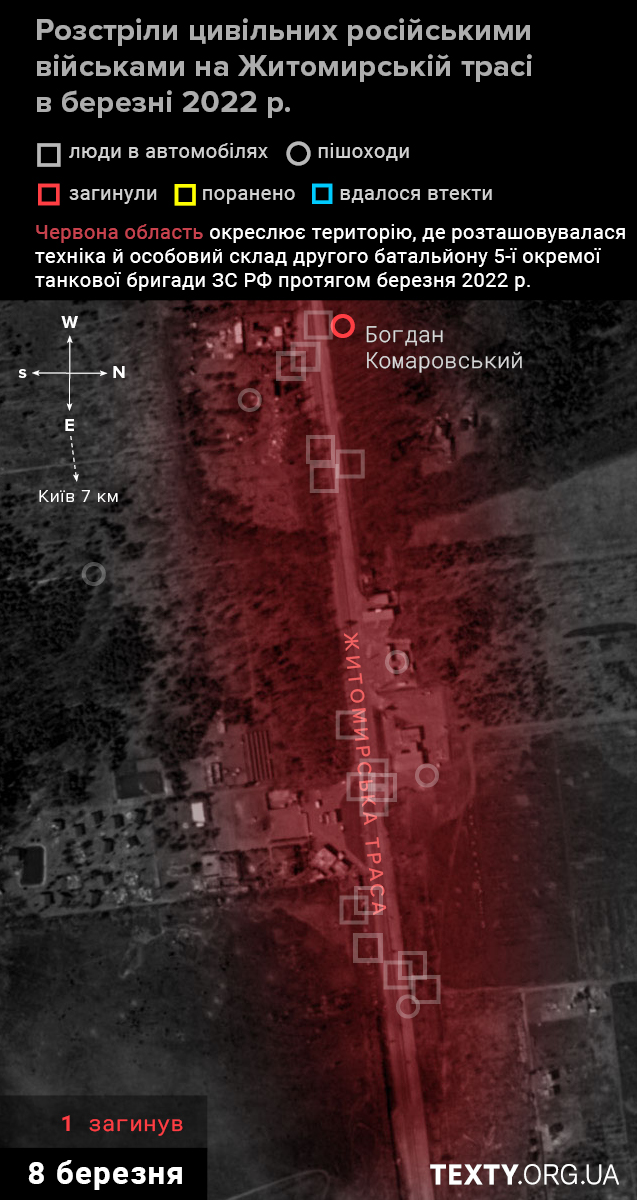 Розстріли цивільних російськими
військами на Житомирській трасі
в березні 2022 р.
люди в автомобілях пішоходи
загинули поранено вдалося втекти
Червона область окреслює територію, де розташовувалася
техніка й особовий склад другого батальйону 5-ї окремої
танкової бригади ЗС РФ протягом березня 2022 р.
W
S N
E
Київ 7 км
Богдан
Комаровський
ЖИТОМИРСЬКА ТРАСА
1 загинув
8 березня
TEXTY.ORG.UA